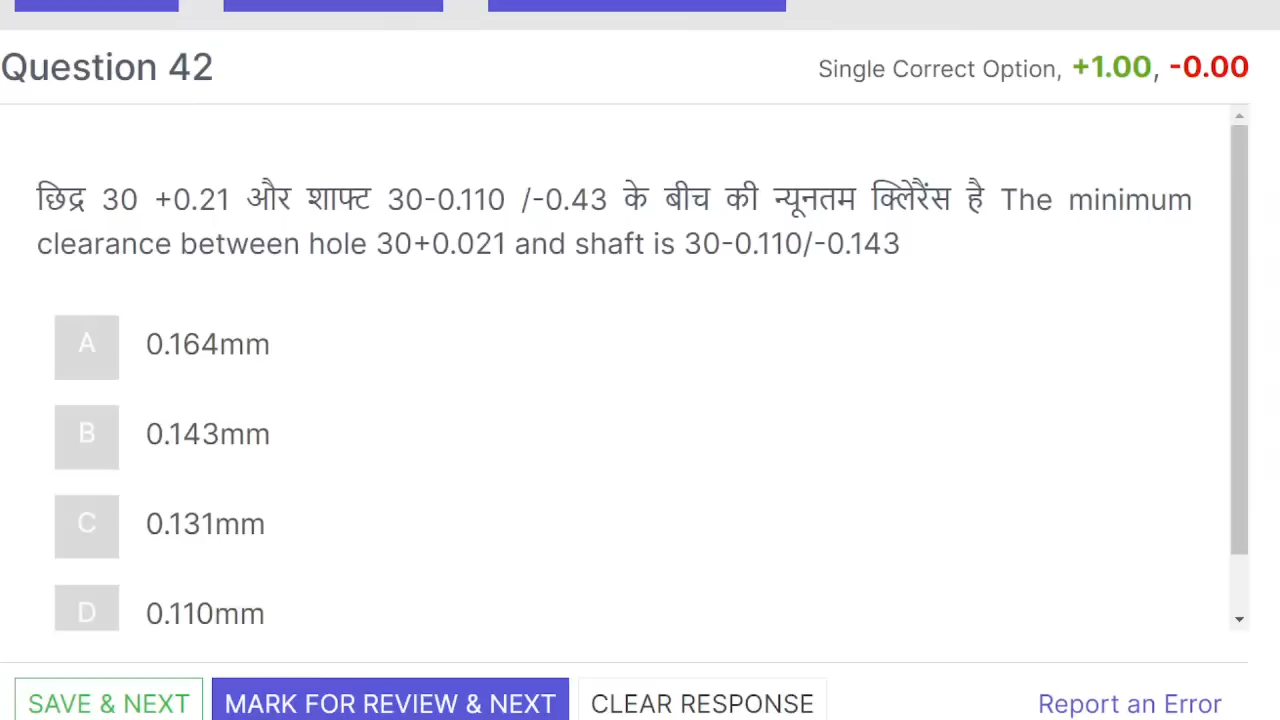 Question 42
Single Correct Option, +1.00, -0.00
छिद्र 30 +0.21 और शाफ्ट 30-0.110 /-0.43 के बीच की न्यूनतम क्लिरैंस है The minimum
clearance between hole 30+0.021 and shaft is 30-0.110/-0.143
A 0.164mm
B 0.143mm
C 0.131mm
D 0.110mm
SAVE & NEXT MARK FOR REVIEW & NEXT CLEAR RESPONSE Report an Error